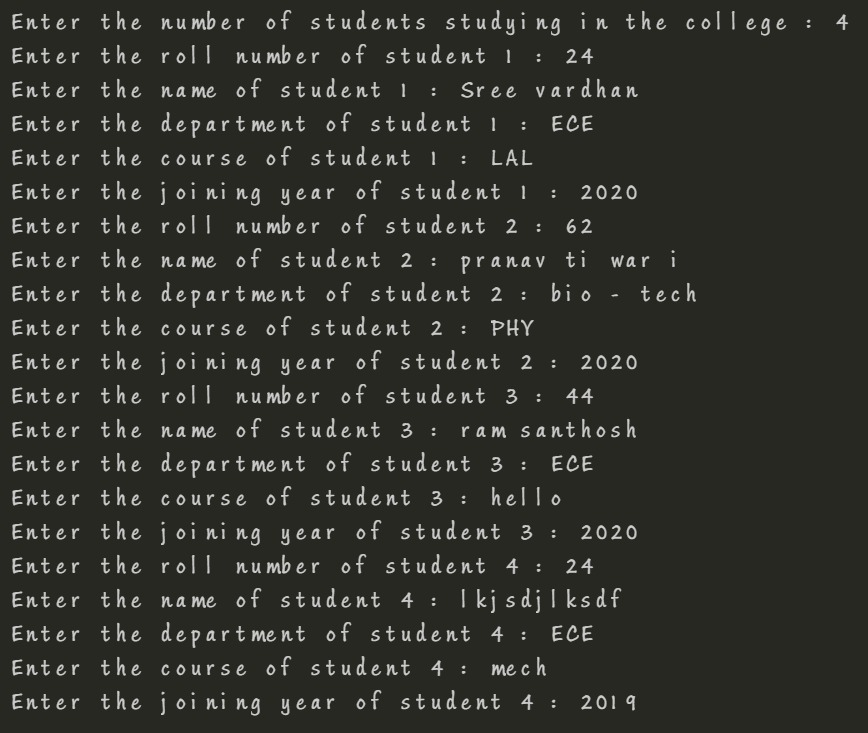 Enter the number of students studying in the college : 4
Enter the roll number of student 1 : 24
Enter the name of student 1 : Sree vardhan
Enter the department of student 1 : ECE
Enter the course of student 1 : LAL
Enter the joining year of student 1 : 2020
Enter the roll number of student 2 : 62
Enter the name of student 2 : pranav tiwari
Enter the department of student 2 : bio - tech
Enter the course of student 2 : PHY
Enter the joining year of student 2 : 2020
Enter the roll number of student 3 : 44
Enter the name of student 3 : ram santhosh
Enter the department of student 3 : ECE
Enter the course of student 3 : hello
Enter the joining year of student 3 : 2020
Enter the roll number of student 4 : 24
Enter the name of student 4 : lkjsdjlksdf
Enter the department of student 4 : ECE
Enter the course of student 4 : mech
Enter the joining year of student 4 : 2019